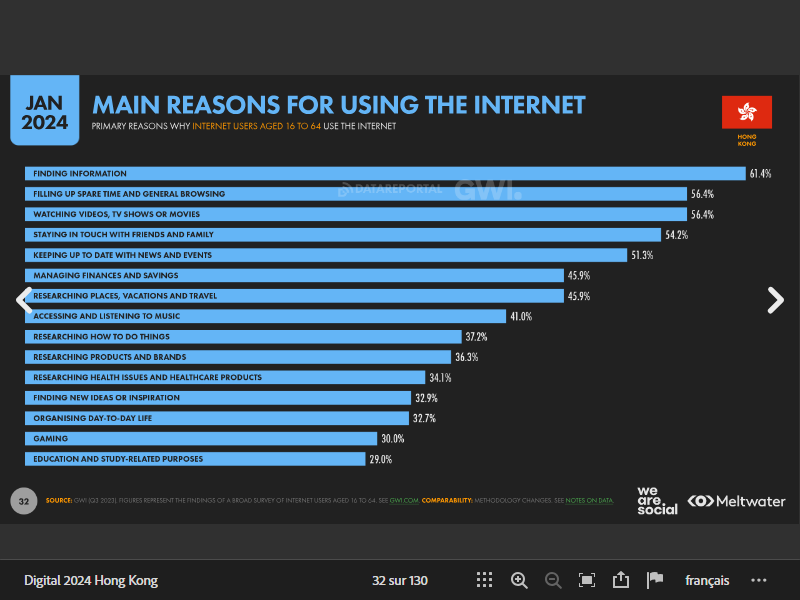 JAN
2024
MAIN REASONS FOR USING THE INTERNET
PRIMARY REASONS WHY INTERNET USERS AGED 16 TO 64 USE THE INTERNET
HONG
KONG
FINDING INFORMATION 61.4%
DATAREPORTAL GWI.
FILLING UP SPARE TIME AND GENERAL BROWSING 56.4%
WATCHING VIDEOS, TV SHOWS OR MOVIES 56.4%
STAYING IN TOUCH WITH FRIENDS AND FAMILY 54.2%
KEEPING UP TO DATE WITH NEWS AND EVENTS 51.3%
MANAGING FINANCES AND SAVINGS 45.9%
RESEARCHING PLACES, VACATIONS AND TRAVEL 45.9%
ACCESSING AND LISTENING TO MUSIC 41.0%
RESEARCHING HOW TO DO THINGS 37.2%
RESEARCHING PRODUCTS AND BRANDS 36.3%
RESEARCHING HEALTH ISSUES AND HEALTHCARE PRODUCTS 34.1%
FINDING NEW IDEAS OR INSPIRATION 32.9%
ORGANISING DAY-TO-DAY LIFE 32.7%
GAMING 30.0%
EDUCATION AND STUDY-RELATED PURPOSES 29.0%
32
SOURCE: GWI (Q3 2023). FIGURES REPRESENT THE FINDINGS OF A BROAD SURVEY OF INTERNET USERS AGED 16 TO 64. SEE GWI.COM. COMPARABILITY: METHODOLOGY CHANGES. SEE NOTES ON DATA.
we
are
social
Meltwater
Digital 2024 Hong Kong
32 sur 130
français